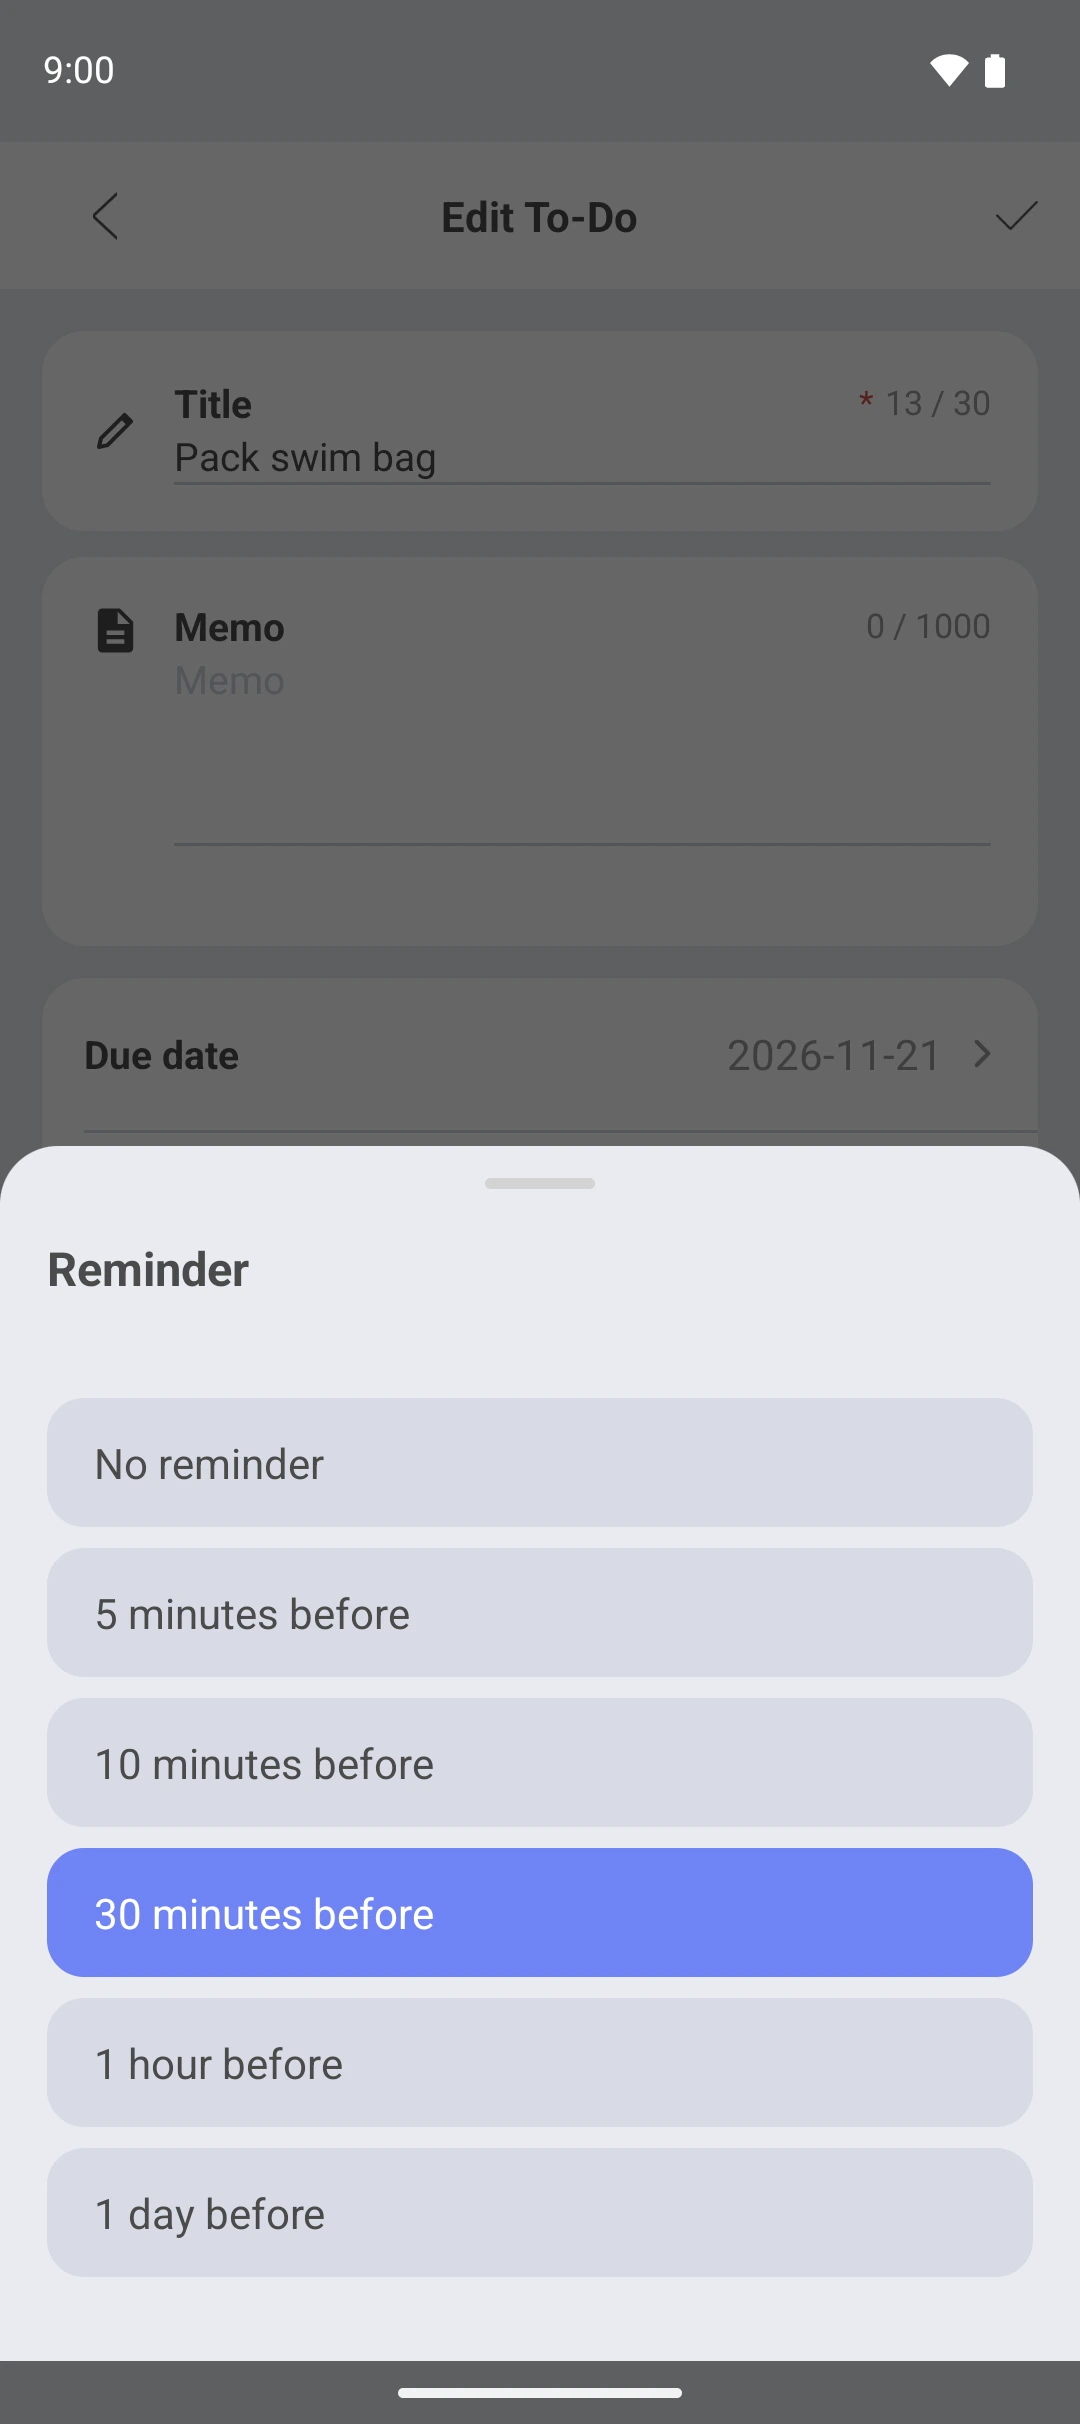 9:00
Edit To-Do
Title * 13 / 30
Pack swim bag
Memo 0 / 1000
Memo
Due date 2026-11-21
Reminder
No reminder
5 minutes before
10 minutes before
30 minutes before
1 hour before
1 day before